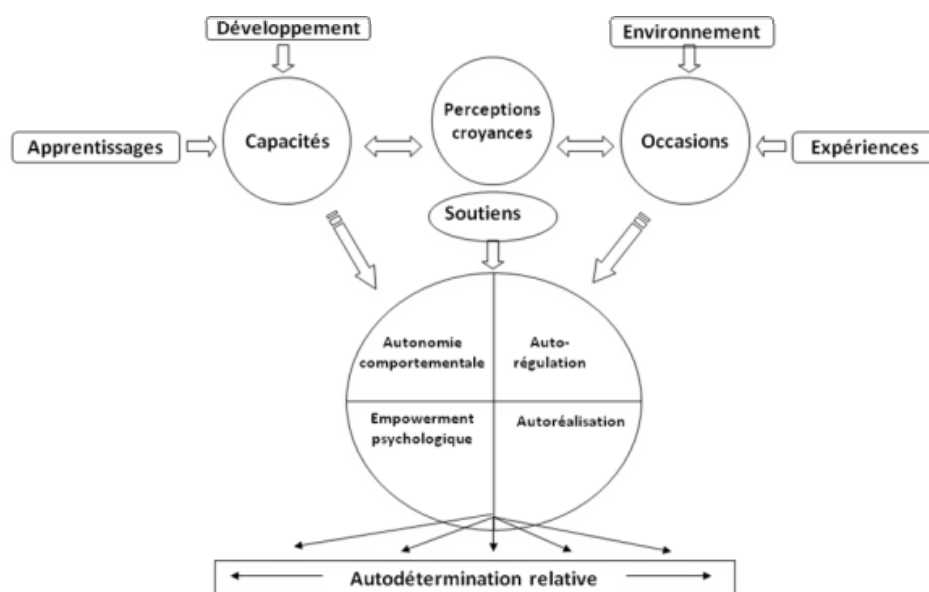 Développement
Environnement
Perceptions
croyances
Apprentissages
Capacités
Occasions
Expériences
Soutiens
Autonomie
comportementale
Auto-
régulation
Empowerment
psychologique
Autoréalisation
Autodétermination relative